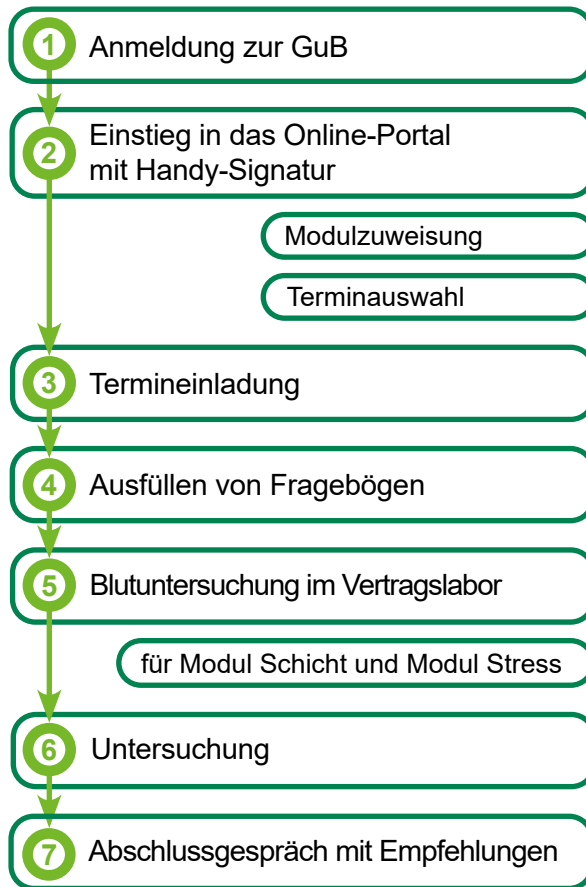 1 Anmeldung zur GuB
2 Einstieg in das Online-Portal
mit Handy-Signatur
Modulzuweisung
Terminauswahl
3 Termineinladung
4 Ausfüllen von Fragebögen
5 Blutuntersuchung im Vertragslabor
für Modul Schicht und Modul Stress
6 Untersuchung
7 Abschlussgespräch mit Empfehlungen